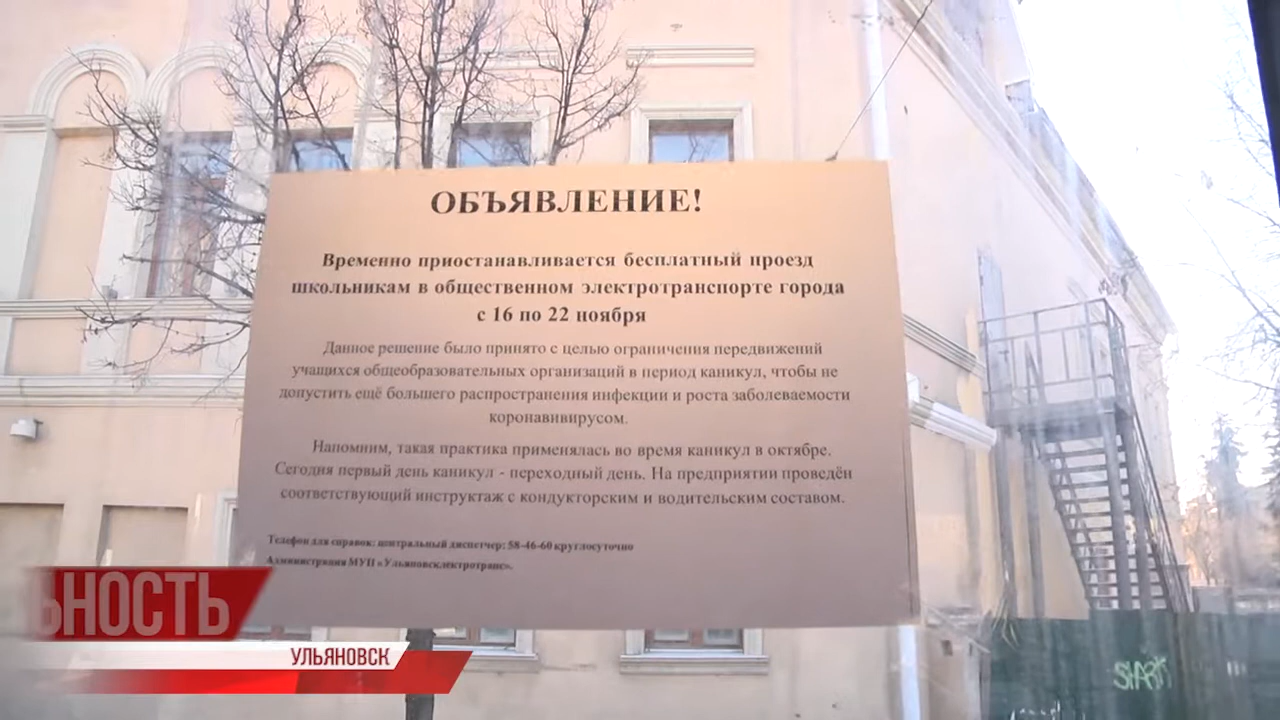 ОБЪЯВЛЕНИЕ!
Временно приостанавливается бесплатный проезд
школьникам в общественном электротранспорте города
с 16 по 22 ноября
Данное решение было принято с целью ограничения передвижений
учащихся общеобразовательных организаций в период каникул, чтобы не
допустить ещё большего распространения инфекции и роста заболеваемости
коронавивирусом.
Напомним, такая практика применялась во время каникул в октябре.
Сегодня первый день каникул - переходный день. На предприятии проведён
соответствующий инструктаж с кондукторским и водительским составом.
Телефон для справок: центральный диспетчер: 58-46-60 круглосуточно
Администрация МУП «Ульяновсклектротранс».
ЬНОСТЬ
УЛЬЯНОВСК
SHARK